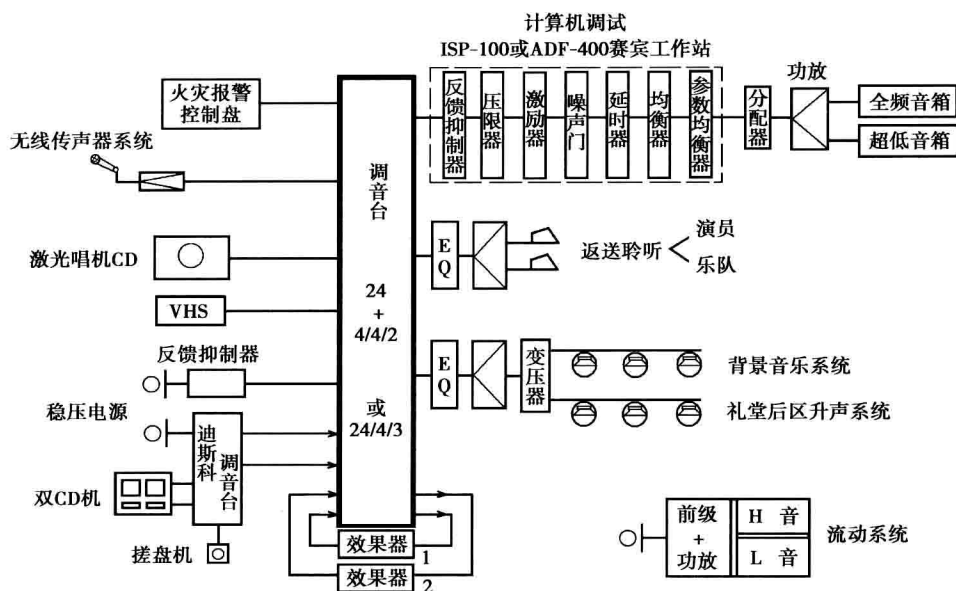 计算机调试
ISP-100或ADF-400赛宾工作站
火灾报警
控制盘
无线传声器系统
激光唱机CD
VHS
反馈抑制器
稳压电源
迪斯科
调音台
双CD机
搓盘机
调音台
24
+
4/4/2
或
24/4/3
效果器
1
效果器
2
反馈抑制器
压限器
激励器
噪声门
延时器
均衡器
参数均衡器
分配器
功放
全频音箱
超低音箱
EQ
返送聆听
演员
乐队
EQ
变压器
背景音乐系统
礼堂后区升声系统
前级
+
功放
H 音
L 音
流动系统